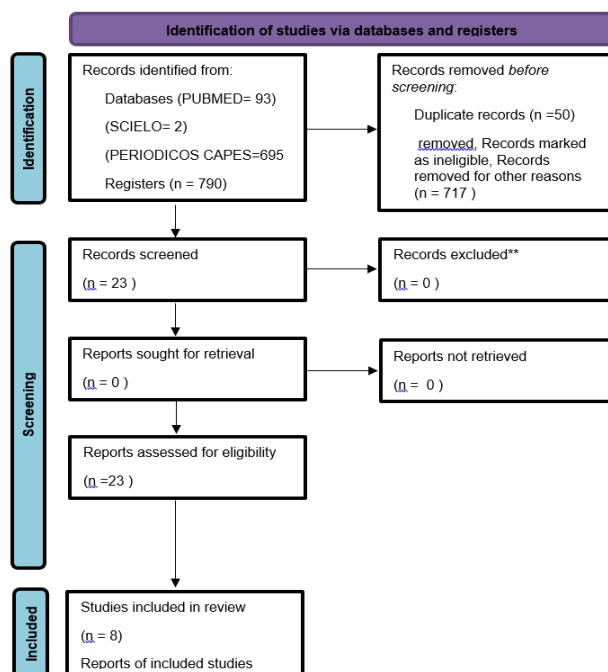 Identification of studies via databases and registers
Identification
Records identified from:
Databases (PUBMED= 93)
(SCIELO= 2)
(PERIODICOS CAPES=695
Registers (n = 790)
Records removed before
screening:
Duplicate records (n =50)
removed, Records marked
as ineligible, Records
removed for other reasons
(n = 717 )
Screening
Records screened
(n = 23 )
Records excluded**
(n = 0 )
Reports sought for retrieval
(n = 0 )
Reports not retrieved
(n =  0 )
Reports assessed for eligibility
(n =23 )
Included
Studies included in review
(n = 8)
Reports of included studies